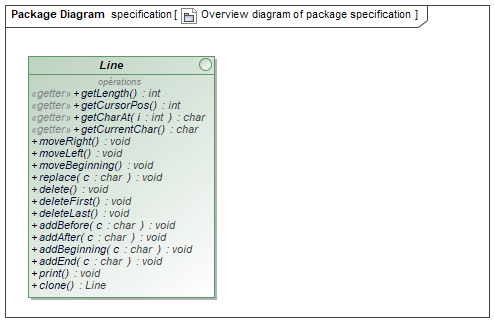 Package Diagram specification [ Overview diagram of package specification ]
Line
opérations
«getter» +getLength() : int
«getter» +getCursorPos() : int
«getter» +getCharAt( i : int ) : char
«getter» +getCurrentChar() : char
+moveRight() : void
+moveLeft() : void
+moveBeginning() : void
+replace( c : char ) : void
+delete() : void
+deleteFirst() : void
+deleteLast() : void
+addBefore( c : char ) : void
+addAfter( c : char ) : void
+addBeginning( c : char ) : void
+addEnd( c : char ) : void
+print() : void
+clone() : Line